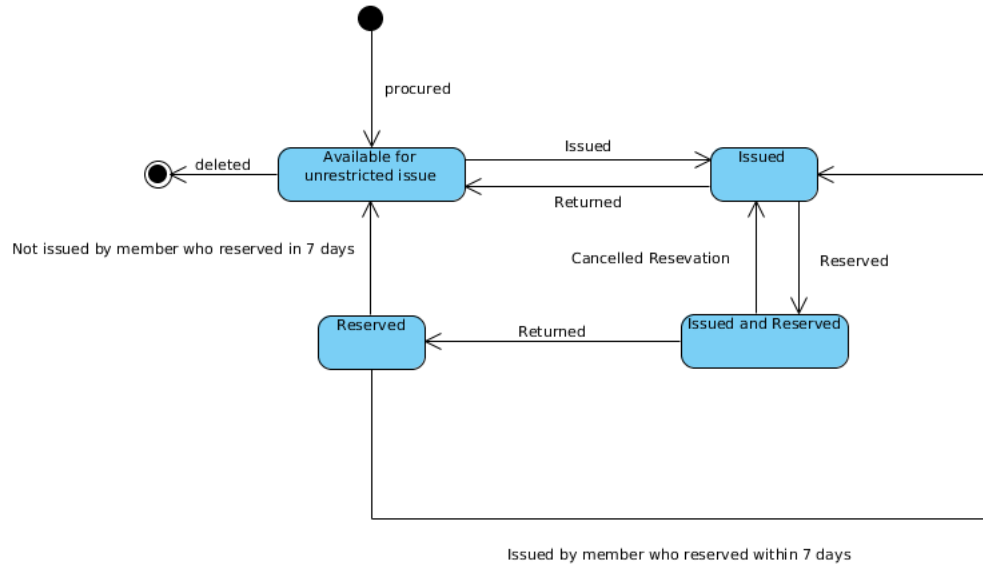 procured
Issued
Available for
unrestricted issue
Issued
deleted
Returned
Not issued by member who reserved in 7 days
Cancelled Resevation
Reserved
Reserved
Issued and Reserved
Returned
Issued by member who reserved within 7 days